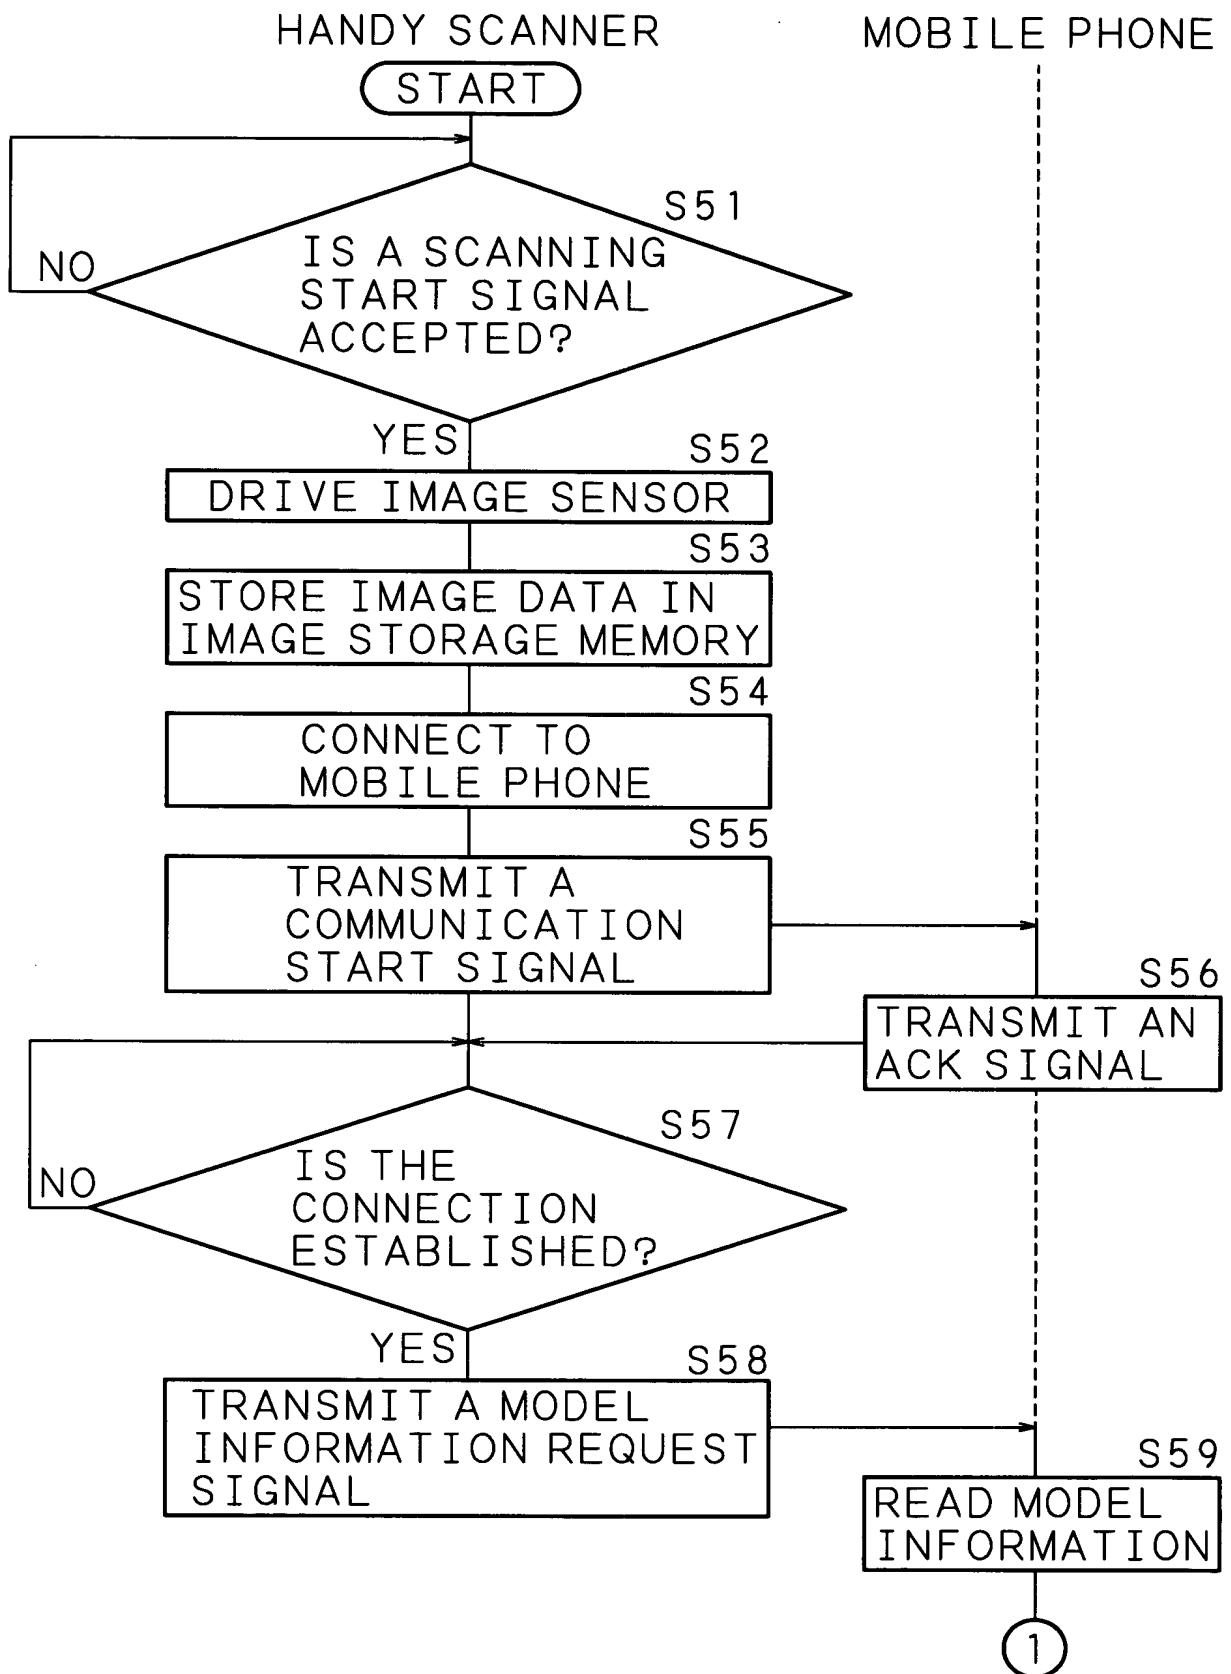 HANDY SCANNER
MOBILE PHONE
START
S51
IS A SCANNING
START SIGNAL
ACCEPTED?
NO
YES
S52
DRIVE IMAGE SENSOR
S53
STORE IMAGE DATA IN
IMAGE STORAGE MEMORY
S54
CONNECT TO
MOBILE PHONE
S55
TRANSMIT A
COMMUNICATION
START SIGNAL
S56
TRANSMIT AN
ACK SIGNAL
S57
IS THE
CONNECTION
ESTABLISHED?
NO
YES
S58
TRANSMIT A MODEL
INFORMATION REQUEST
SIGNAL
S59
READ MODEL
INFORMATION
1